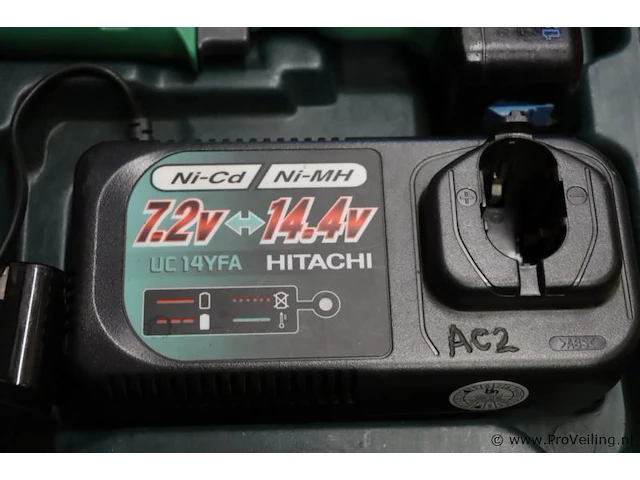 Ni-Cd Ni-MH
7.2v ↔ 14.4v
UC 14YFA HITACHI
AC2
>ABS<
© www.ProVeiling.nl